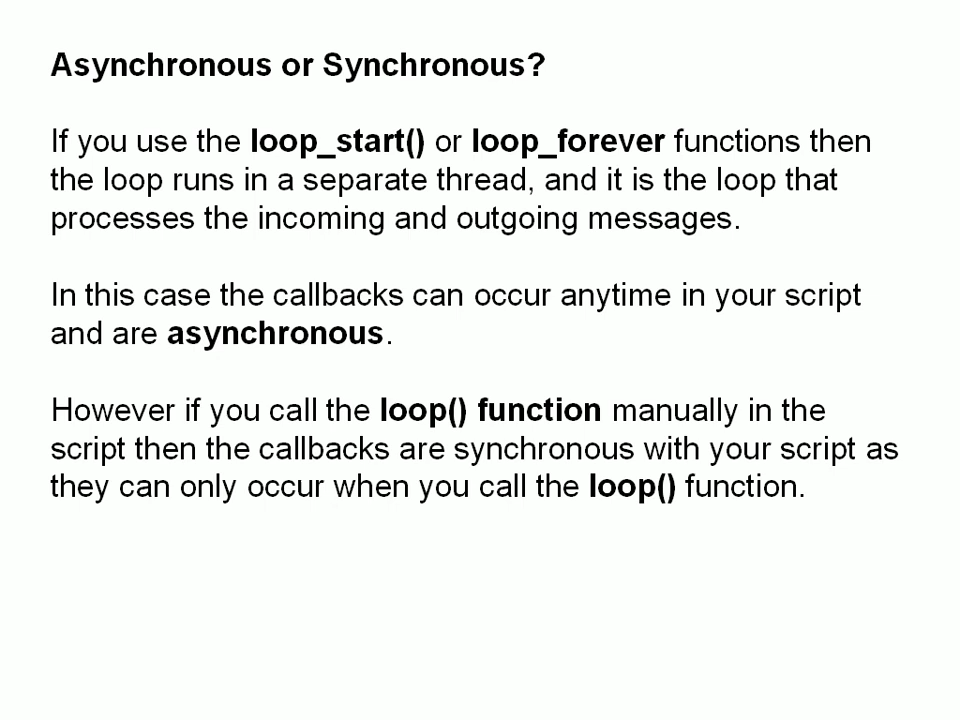 Asynchronous or Synchronous?
If you use the loop_start() or loop_forever functions then
the loop runs in a separate thread, and it is the loop that
processes the incoming and outgoing messages.
In this case the callbacks can occur anytime in your script
and are asynchronous.
However if you call the loop() function manually in the
script then the callbacks are synchronous with your script as
they can only occur when you call the loop() function.